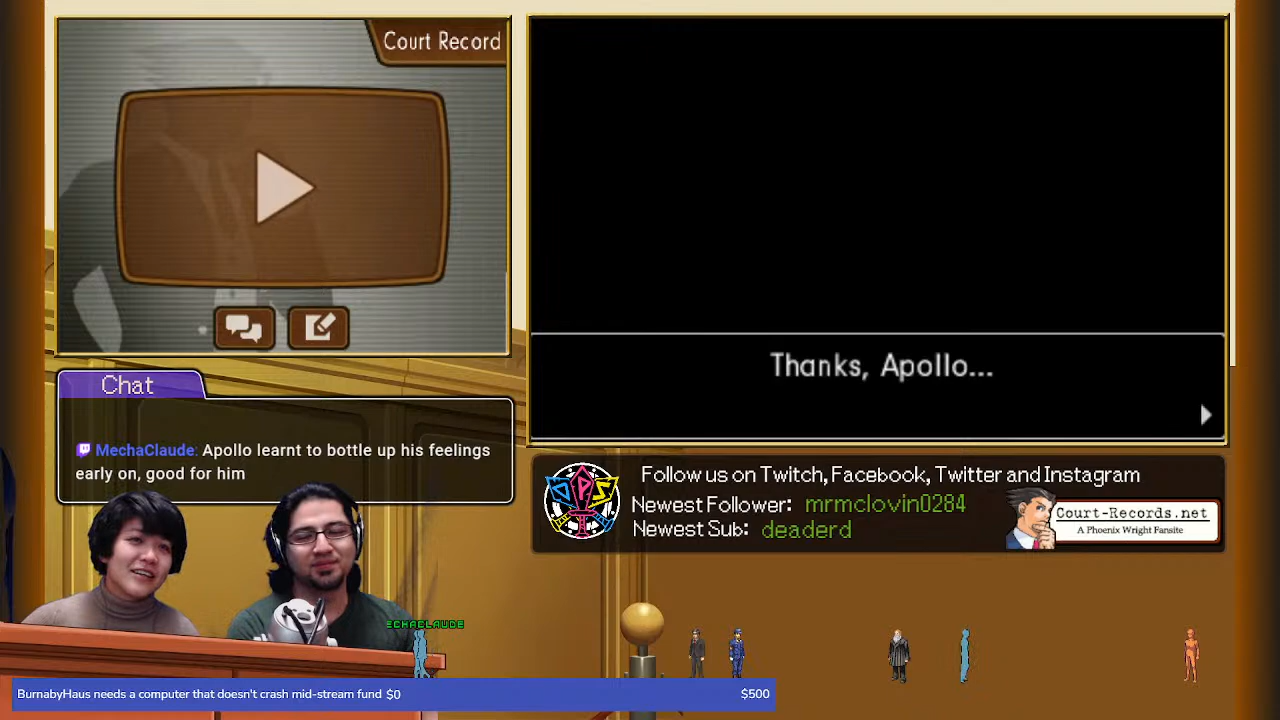 Court Record
Thanks, Apollo...
Chat
MechaClaude: Apollo learnt to bottle up his feelings
early on, good for him
Follow us on Twitch, Facebook, Twitter and Instagram
Newest Follower: mrmclovin0284
Newest Sub: deaderd
OPS
Court-Records.net
A Phoenix Wright Fansite
ECHACLAUDE
BurnabyHaus needs a computer that doesn't crash mid-stream fund $0
$500